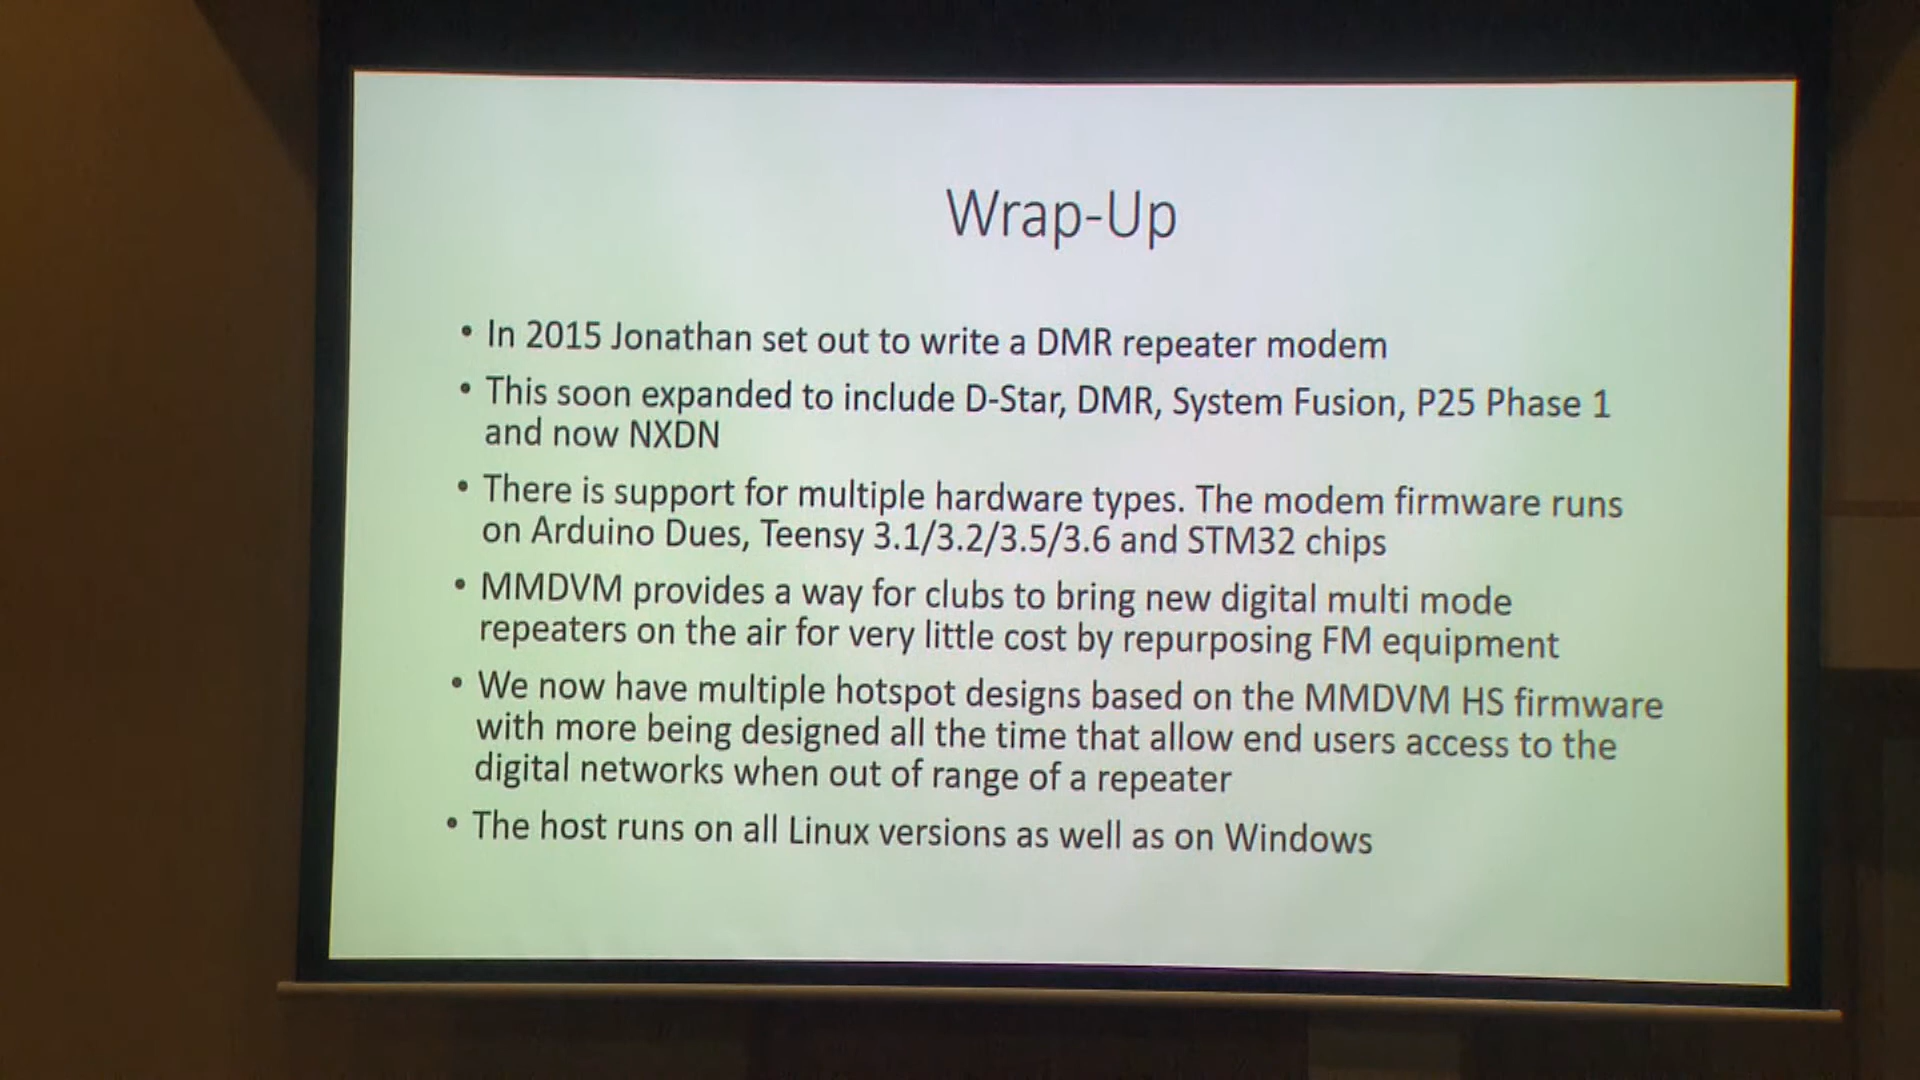 Wrap-Up
• In 2015 Jonathan set out to write a DMR repeater modem
• This soon expanded to include D-Star, DMR, System Fusion, P25 Phase 1
and now NXDN
• There is support for multiple hardware types. The modem firmware runs
on Arduino Dues, Teensy 3.1/3.2/3.5/3.6 and STM32 chips
• MMDVM provides a way for clubs to bring new digital multi mode
repeaters on the air for very little cost by repurposing FM equipment
• We now have multiple hotspot designs based on the MMDVM HS firmware
with more being designed all the time that allow end users access to the
digital networks when out of range of a repeater
• The host runs on all Linux versions as well as on Windows